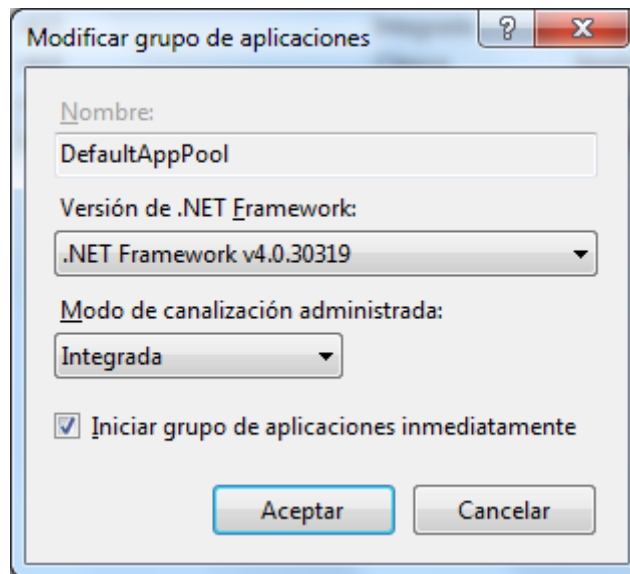 Modificar grupo de aplicaciones
Nombre:
DefaultAppPool
Versión de .NET Framework:
.NET Framework v4.0.30319
Modo de canalización administrada:
Integrada
Iniciar grupo de aplicaciones inmediatamente
Aceptar Cancelar